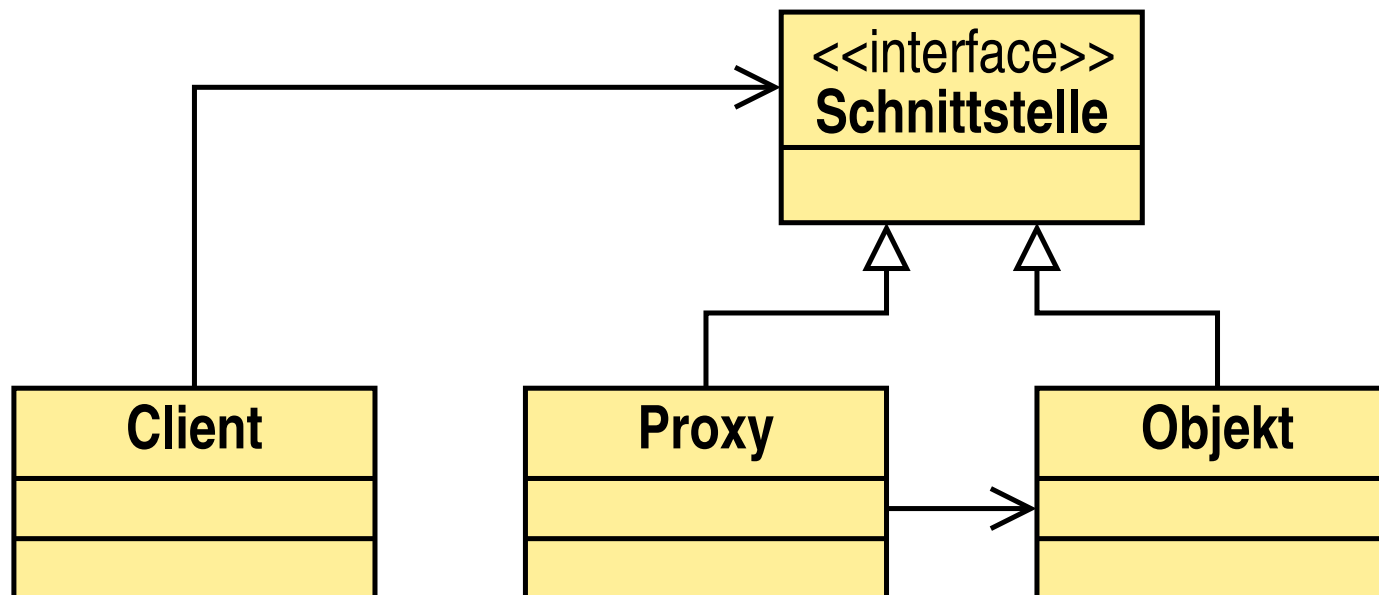 <<interface>>
Schnittstelle
Client
Proxy
Objekt